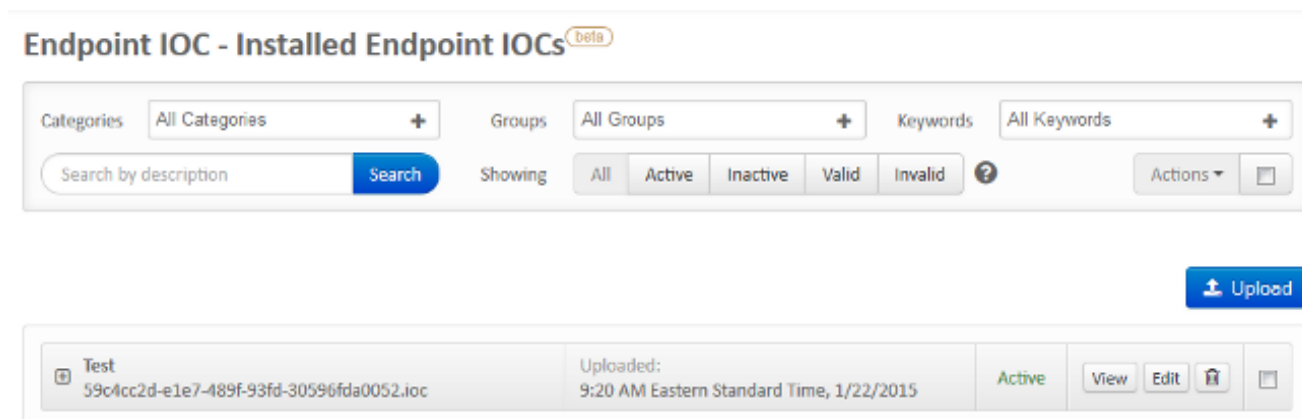 Endpoint IOC - Installed Endpoint IOCs beta
Categories All Categories + Groups All Groups + Keywords All Keywords +
Search by description Search Showing All Active Inactive Valid Invalid ? Actions
Upload
Test Uploaded:
59c4cc2d-e1e7-489f-93fd-30596fda0052.ioc 9:20 AM Eastern Standard Time, 1/22/2015 Active View Edit